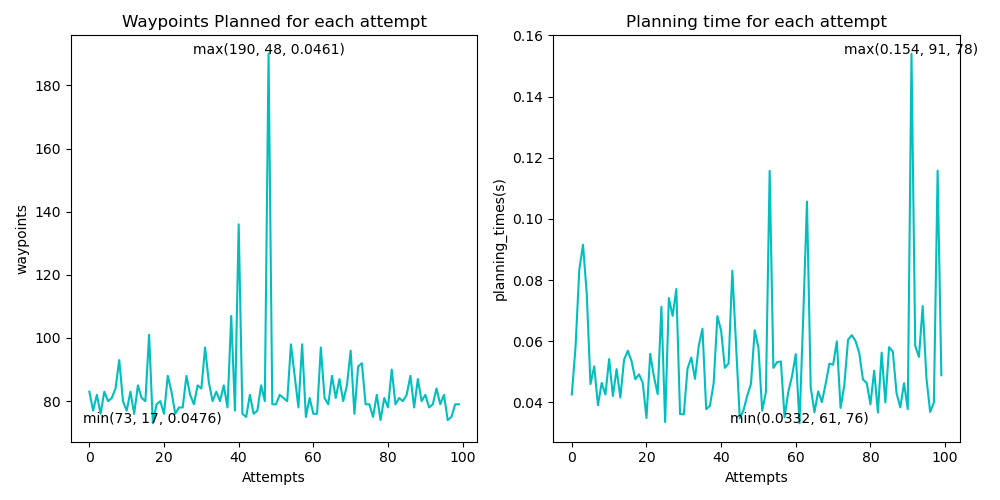 Waypoints Planned for each attempt
max(190, 48, 0.0461)
180
160
140
120
100
80
waypoints
min(73, 17, 0.0476)
0 20 40 60 80 100
Attempts
Planning time for each attempt
max(0.154, 91, 78)
0.16
0.14
0.12
0.10
0.08
0.06
0.04
planning_times(s)
min(0.0332, 61, 76)
0 20 40 60 80 100
Attempts